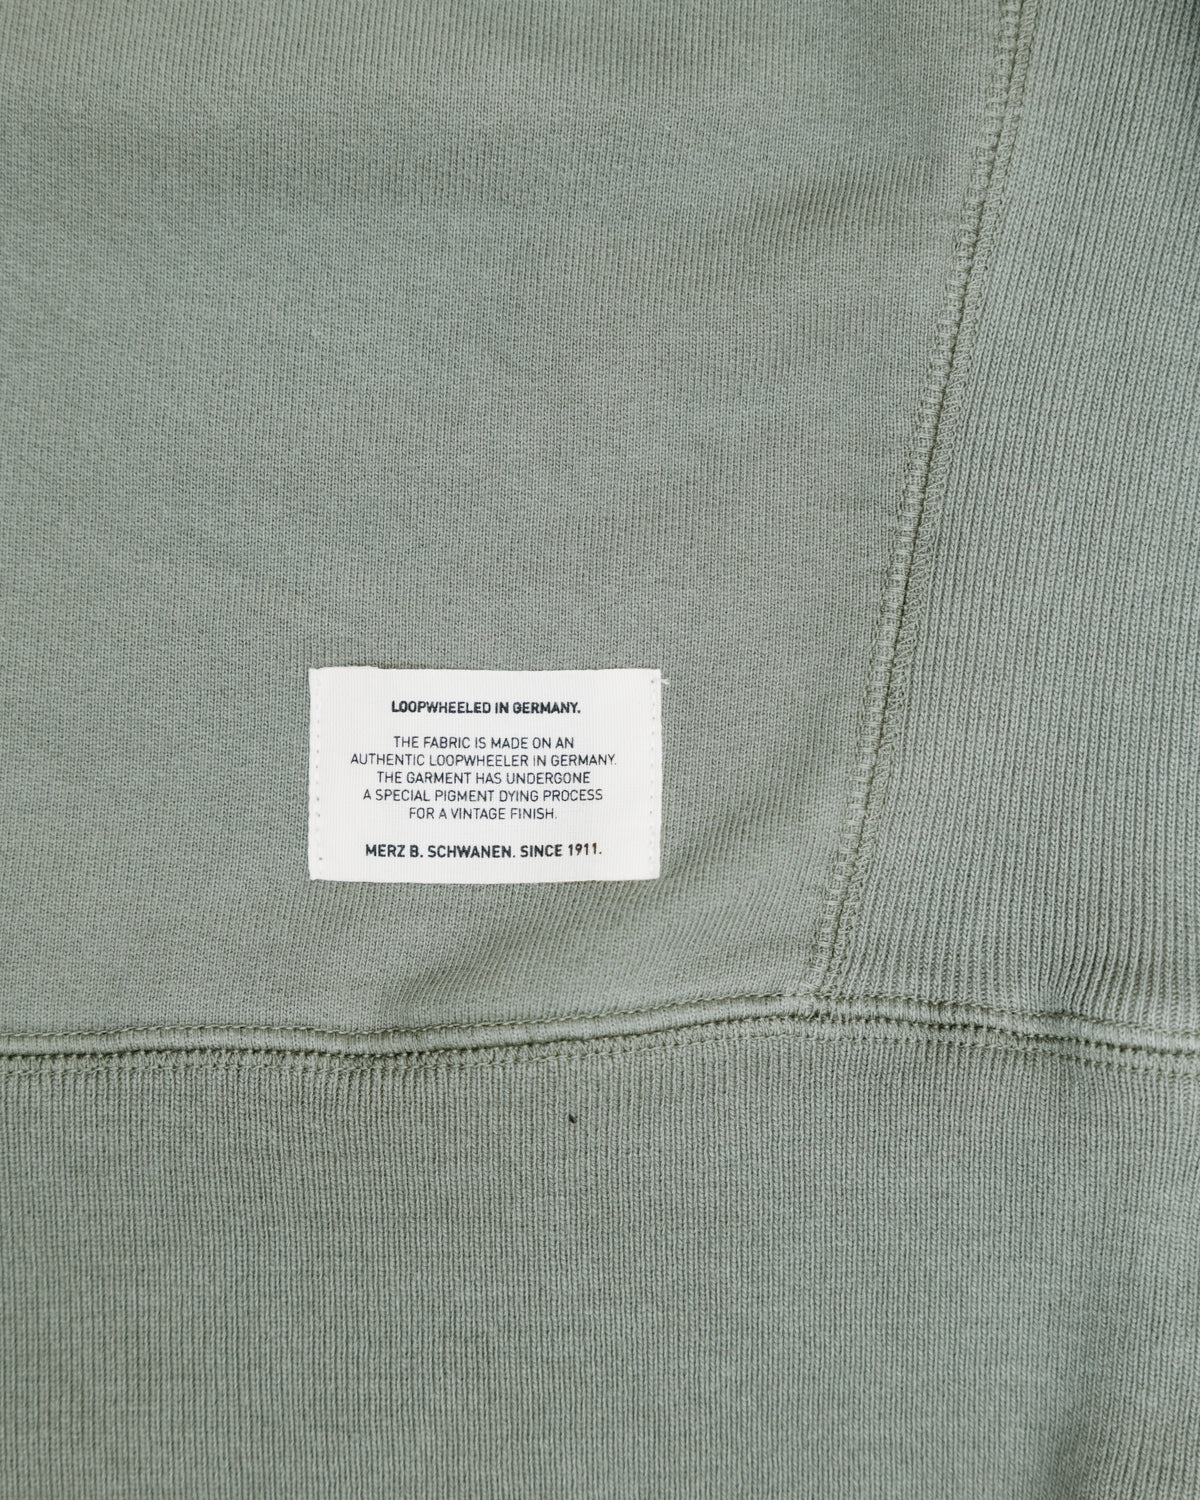 LOOPWHEELED IN GERMANY.
THE FABRIC IS MADE ON AN
AUTHENTIC LOOPWHEELER IN GERMANY.
THE GARMENT HAS UNDERGONE
A SPECIAL PIGMENT DYING PROCESS
FOR A VINTAGE FINISH.
MERZ B. SCHWANEN. SINCE 1911.